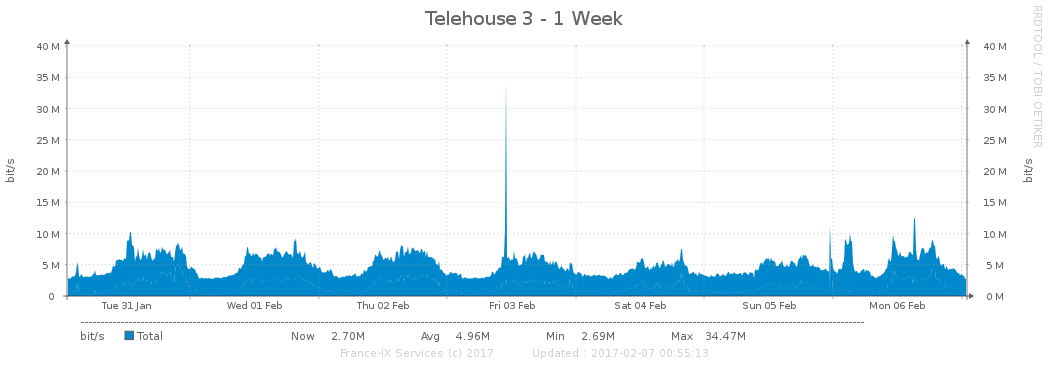 Telehouse 3 - 1 Week
RRDTOOL / TOBI OETIKER
bit/s
bit/s
40 M 40 M
35 M 35 M
30 M 30 M
25 M 25 M
20 M 20 M
15 M 15 M
10 M 10 M
5 M 5 M
0 0 M
Tue 31 Jan Wed 01 Feb Thu 02 Feb Fri 03 Feb Sat 04 Feb Sun 05 Feb Mon 06 Feb
bit/s Total Now 2.70M Avg 4.96M Min 2.69M Max 34.47M
France-IX Services (c) 2017 Updated : 2017-02-07 00:55:13